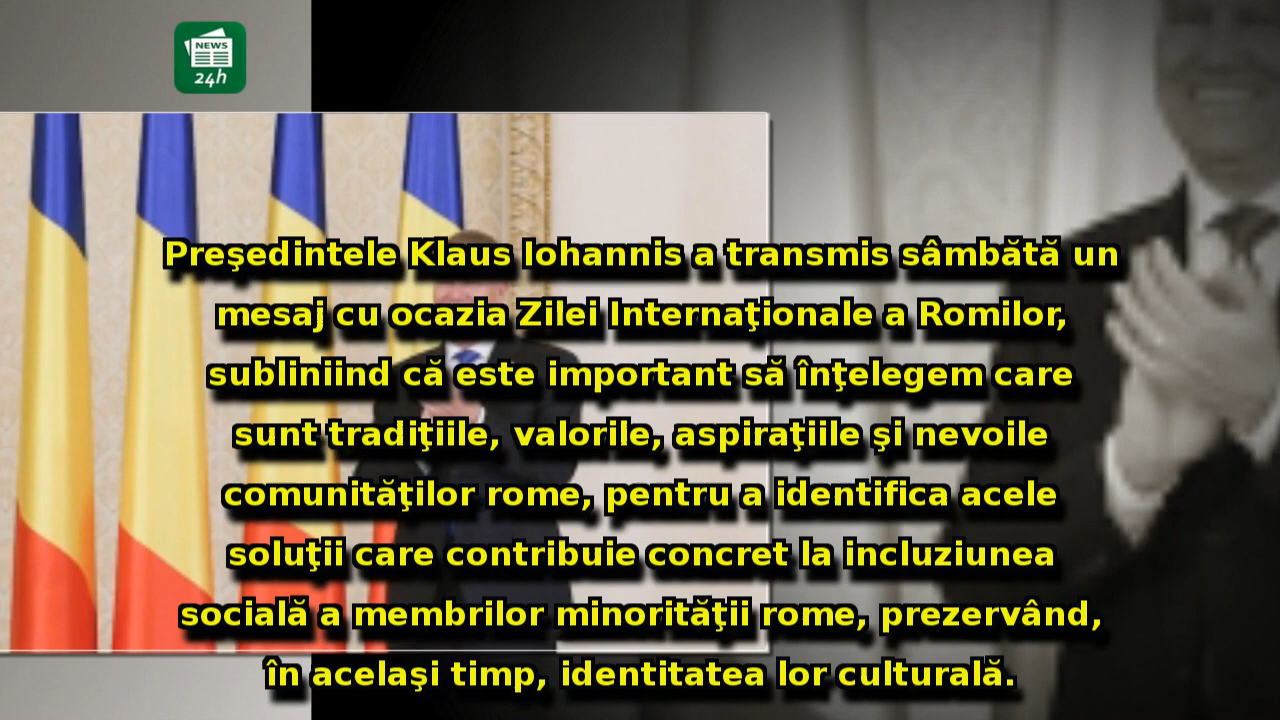 NEWS
24h
Preşedintele Klaus Iohannis a transmis sâmbătă un
mesaj cu ocazia Zilei Internaţionale a Romilor,
subliniind că este important să înţelegem care
sunt tradiţiile, valorile, aspiraţiile şi nevoile
comunităţilor rome, pentru a identifica acele
soluţii care contribuie concret la incluziunea
socială a membrilor minorităţii rome, prezervând,
în acelaşi timp, identitatea lor culturală.